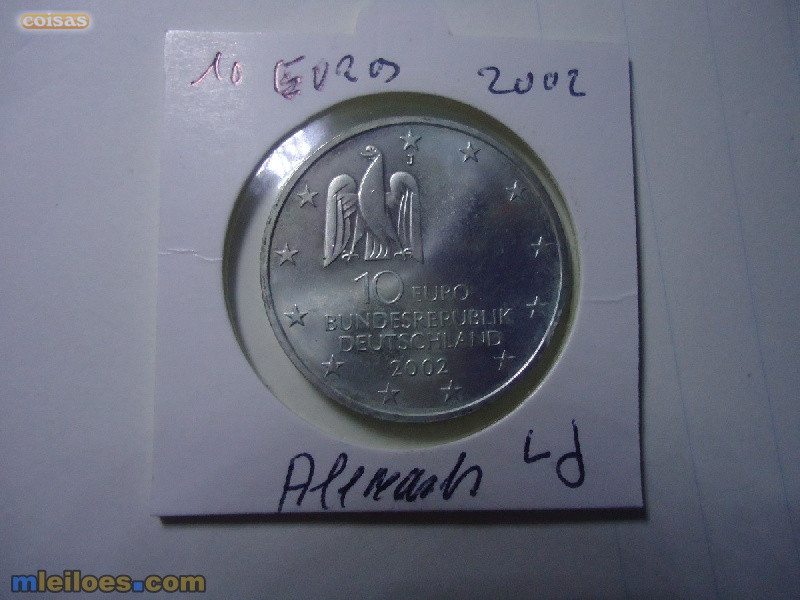 coisas
10 EUROS 2002
J
10 EURO
BUNDESREPUBLIK
DEUTSCHLAND
2002
mleiloes.com